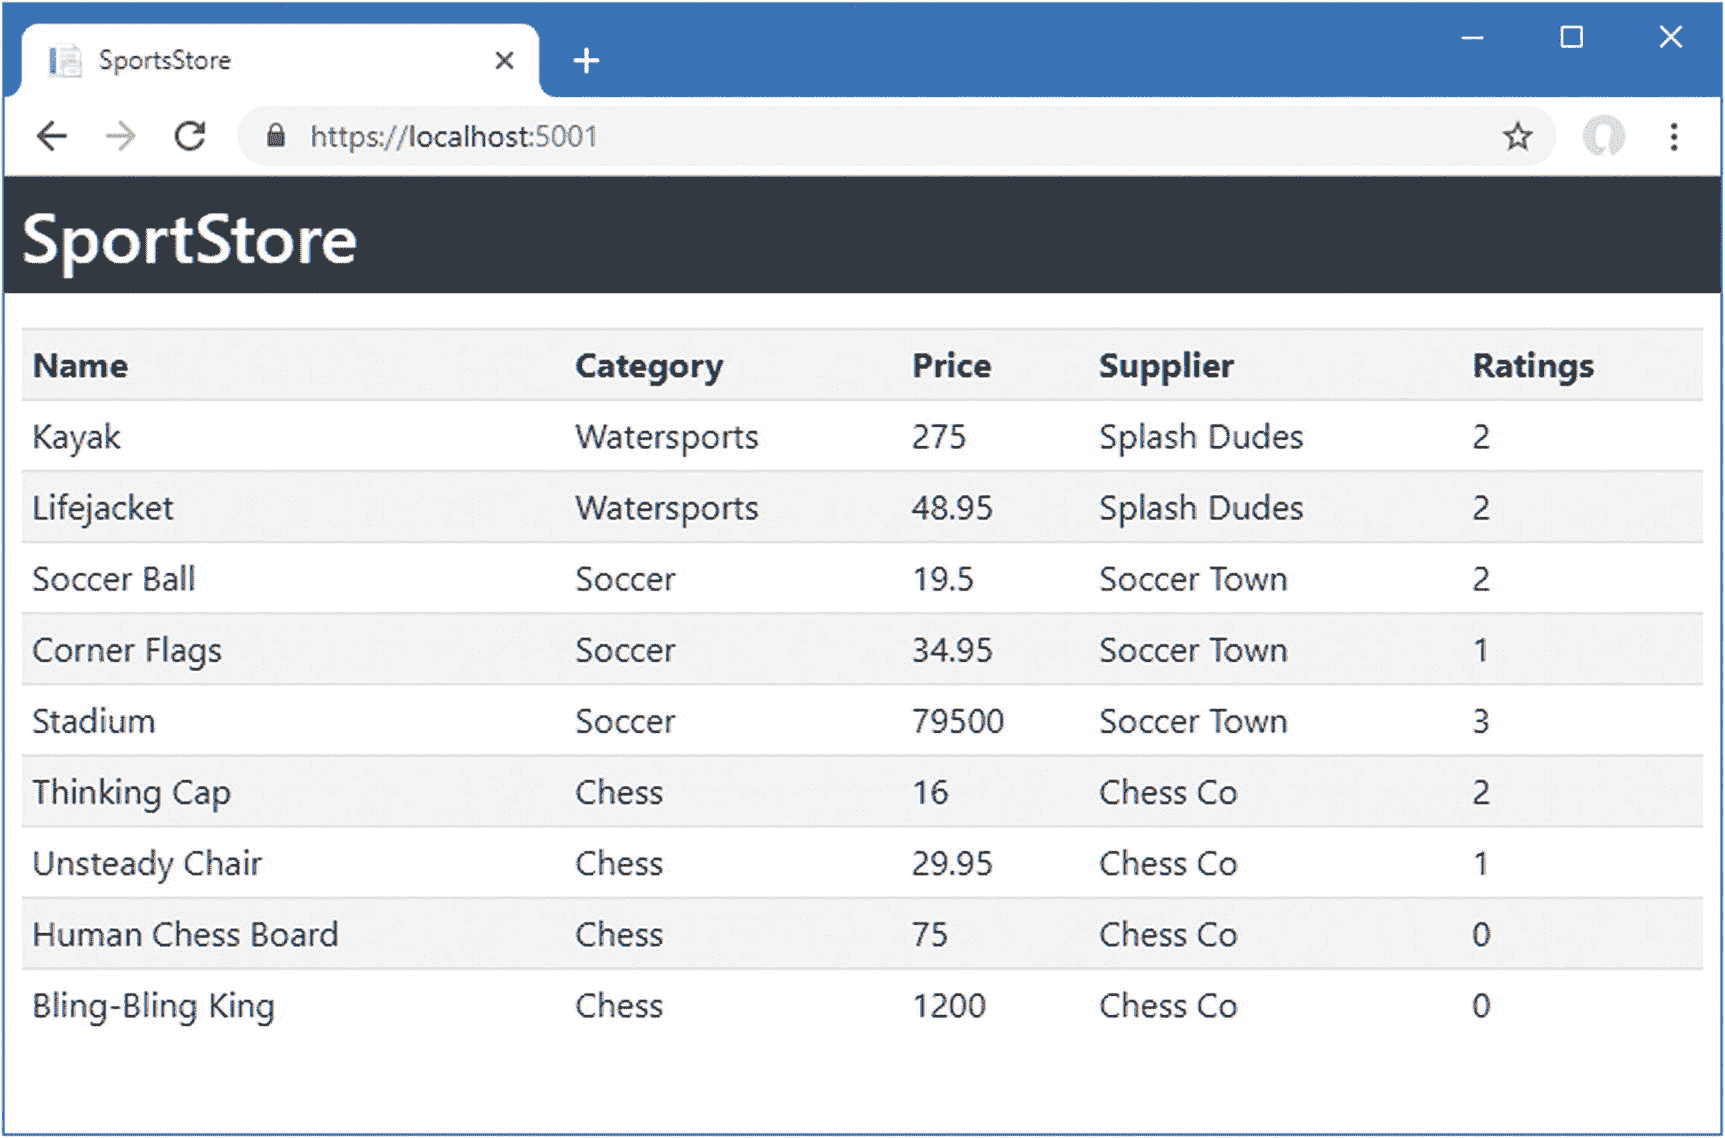 SportsStore
https://localhost:5001
SportStore
Name Category Price Supplier Ratings
Kayak Watersports 275 Splash Dudes 2
Lifejacket Watersports 48.95 Splash Dudes 2
Soccer Ball Soccer 19.5 Soccer Town 2
Corner Flags Soccer 34.95 Soccer Town 1
Stadium Soccer 79500 Soccer Town 3
Thinking Cap Chess 16 Chess Co 2
Unsteady Chair Chess 29.95 Chess Co 1
Human Chess Board Chess 75 Chess Co 0
Bling-Bling King Chess 1200 Chess Co 0